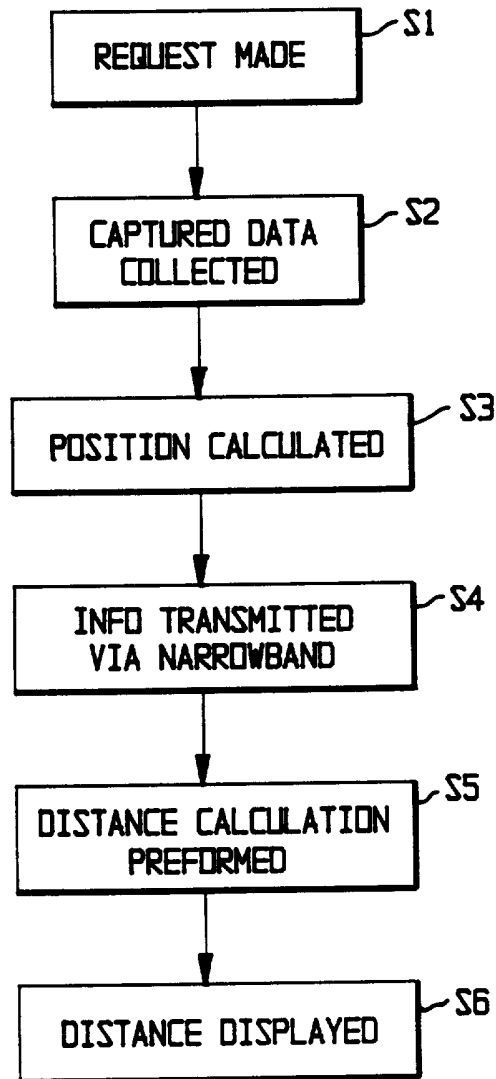 S1
REQUEST MADE
S2
CAPTURED DATA
COLLECTED
S3
POSITION CALCULATED
S4
INFO TRANSMITTED
VIA NARROWBAND
S5
DISTANCE CALCULATION
PREFORMED
S6
DISTANCE DISPLAYED